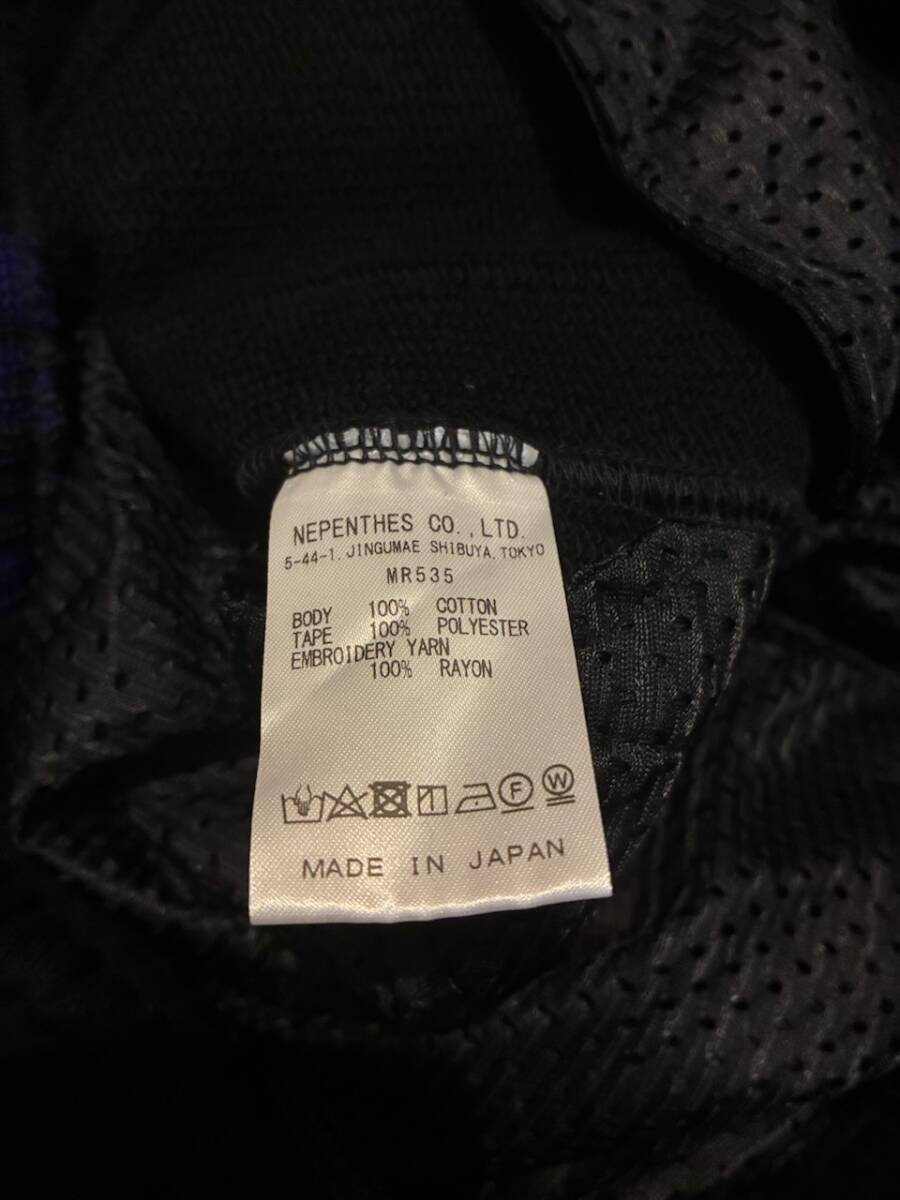 NEPENTHES CO.,LTD.
5-44-1. JINGUMAE SHIBUYA, TOKYO
MR535
BODY 100% COTTON
TAPE 100% POLYESTER
EMBROIDERY YARN
100% RAYON
F W
MADE IN JAPAN